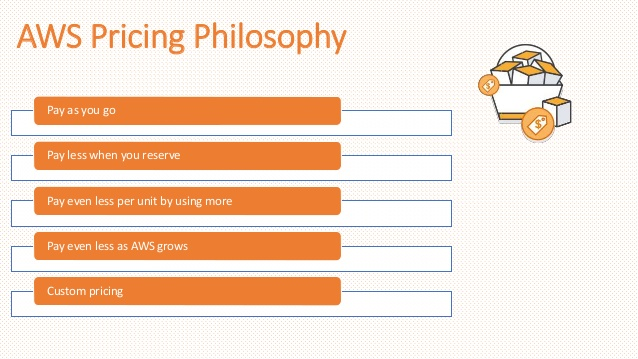 AWS Pricing Philosophy
Pay as you go
Pay less when you reserve
Pay even less per unit by using more
Pay even less as AWS grows
Custom pricing
$
$